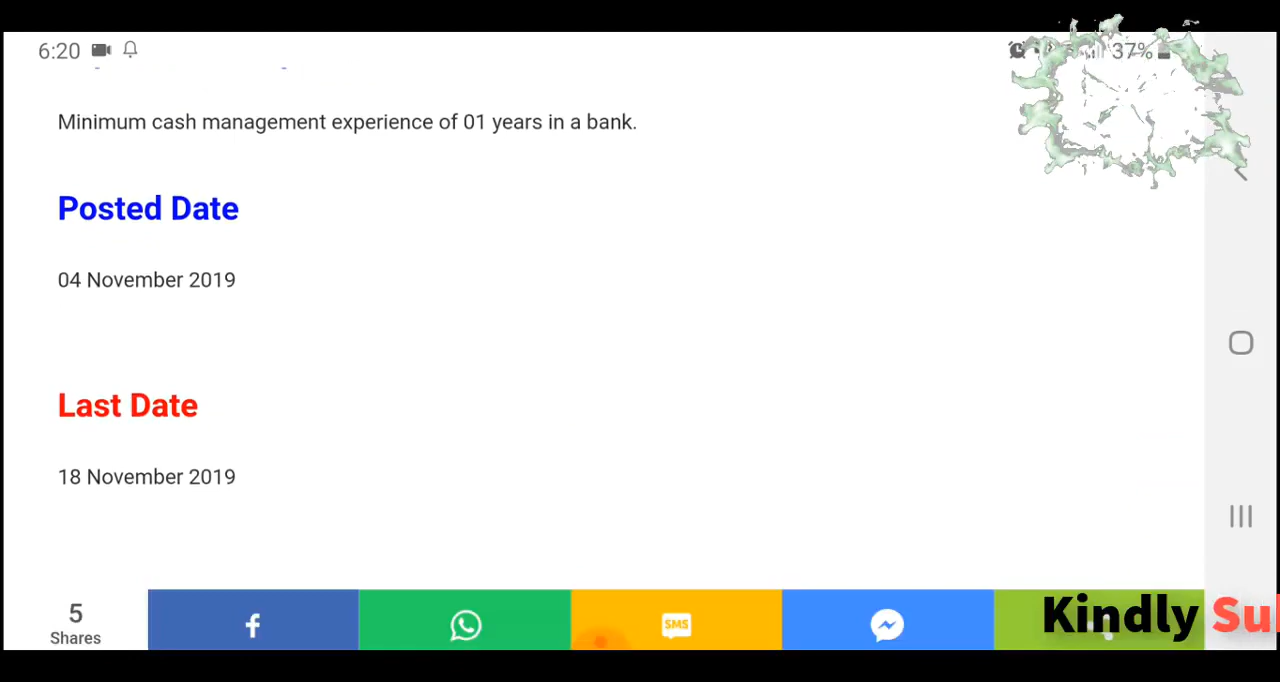 6:20
37%
Minimum cash management experience of 01 years in a bank.
Posted Date
04 November 2019
Last Date
18 November 2019
5
Shares
SMS
Kindly Su